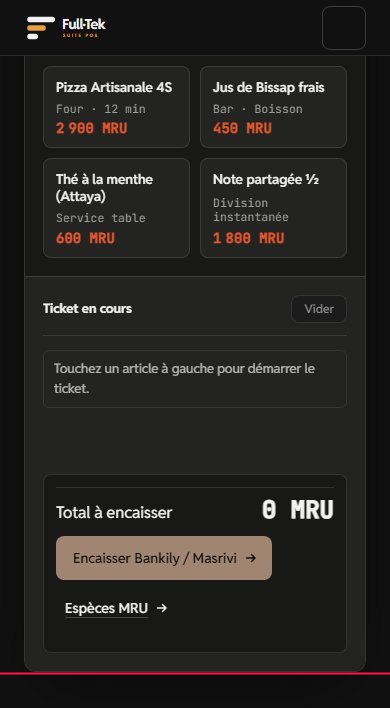 Full-Tek
SUITE POS
Pizza Artisanale 4S
Four · 12 min
2 900 MRU
Jus de Bissap frais
Bar · Boisson
450 MRU
Thé à la menthe
(Attaya)
Service table
600 MRU
Note partagée ½
Division
instantanée
1 800 MRU
Ticket en cours
Vider
Touchez un article à gauche pour démarrer le
ticket.
Total à encaisser
0 MRU
Encaisser Bankily / Masrivi →
Espèces MRU →